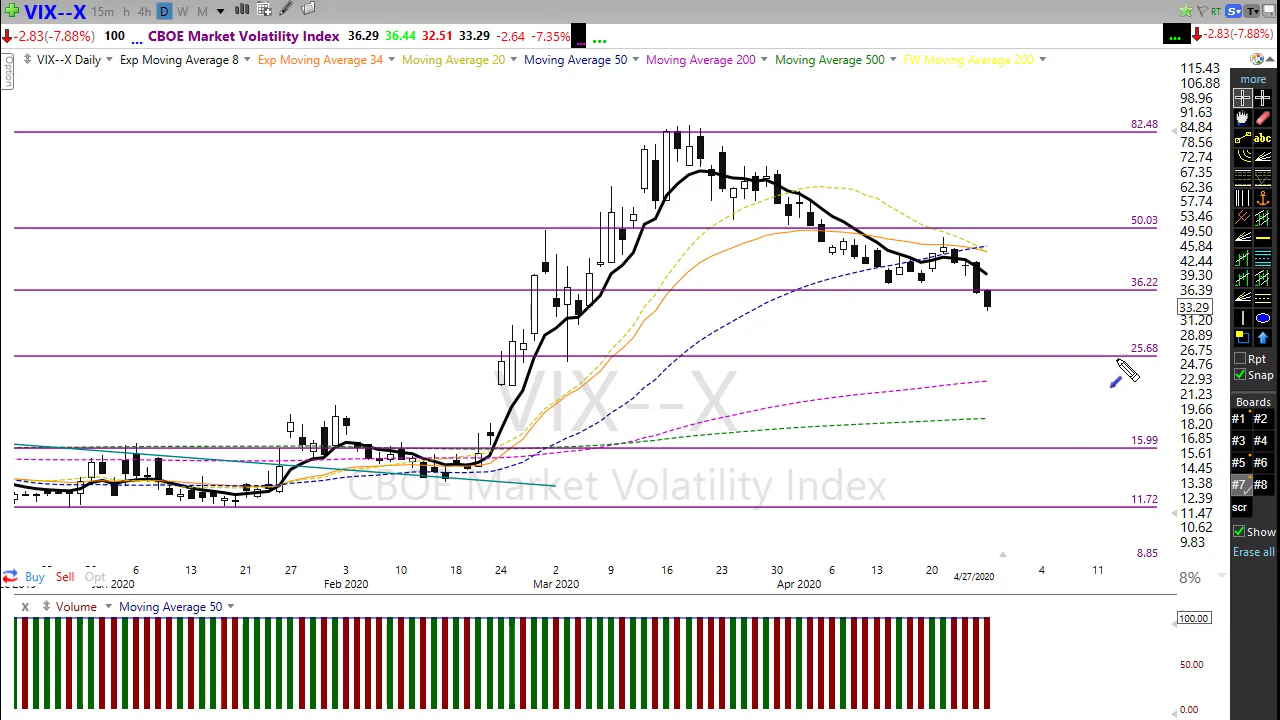 VIX--X 15m h 4h D W M RT S T
-2.83(-7.88%) 100 ... CBOE Market Volatility Index 36.29 36.44 32.51 33.29 -2.64 -7.35% ... ... ... -2.83(-7.88%)
Option
VIX--X Daily Exp Moving Average 8 Exp Moving Average 34 Moving Average 20 Moving Average 50 Moving Average 200 Moving Average 500 FW Moving Average 200
115.43
106.88
98.96
91.63
84.84
78.56
72.74
67.35
62.36
57.74
53.46
49.50
45.84
42.44
39.30
36.39
33.29
31.20
28.89
26.75
24.76
22.93
21.23
19.66
18.20
16.85
15.61
14.45
13.38
12.39
11.47
10.62
9.83
82.48
50.03
36.22
25.68
15.99
11.72
8.85
VIX--X
CBOE Market Volatility Index
6 13 21 27 3 10 18 24 2 9 16 23 30 6 13 20 4/27/2020 4 11
Jan 2020 Feb 2020 Mar 2020 Apr 2020
Buy Sell Opt
8%
x Volume Moving Average 50
100.00
50.00
0.00
more
abc
Rpt
Snap
Boards
#1 #2
#3 #4
#5 #6
#7 #8
scr
Show
Erase all